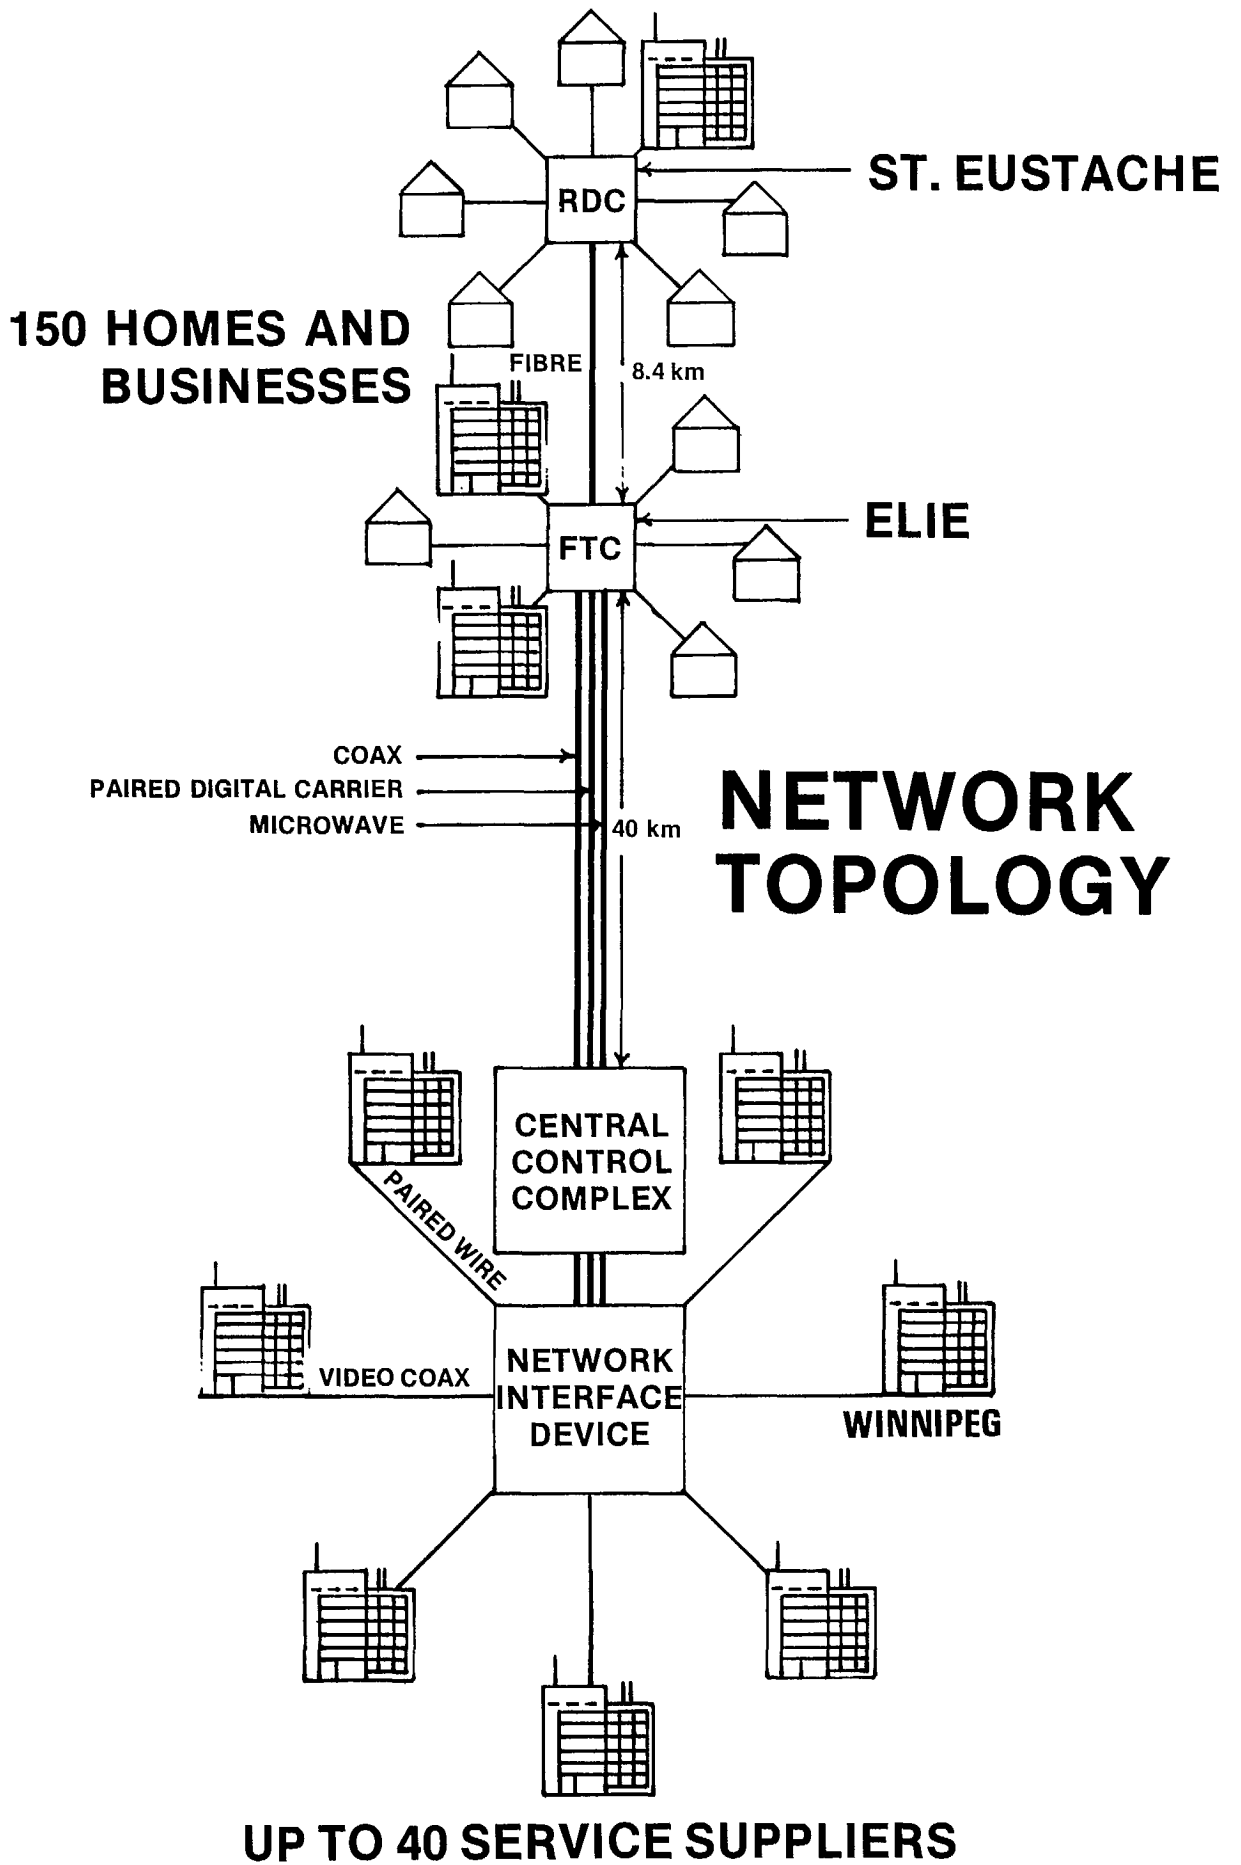 RDC
ST. EUSTACHE
150 HOMES AND
BUSINESSES
FIBRE
8.4 km
FTC
ELIE
COAX
PAIRED DIGITAL CARRIER
MICROWAVE
40 km
NETWORK
TOPOLOGY
CENTRAL
CONTROL
COMPLEX
PAIRED WIRE
VIDEO COAX
NETWORK
INTERFACE
DEVICE
WINNIPEG
UP TO 40 SERVICE SUPPLIERS